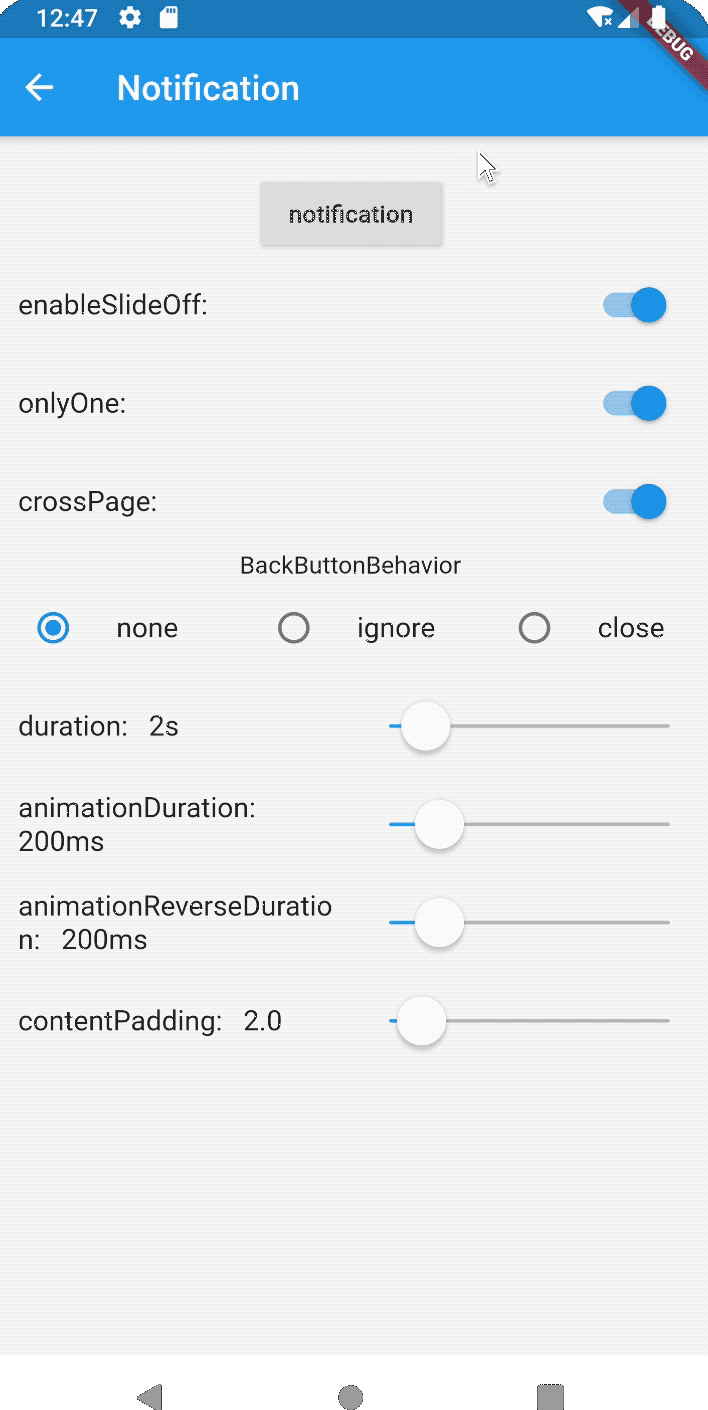 12:47
DEBUG
Notification
notification
enableSlideOff:
onlyOne:
crossPage:
BackButtonBehavior
none ignore close
duration: 2s
animationDuration:
200ms
animationReverseDuratio
n: 200ms
contentPadding: 2.0